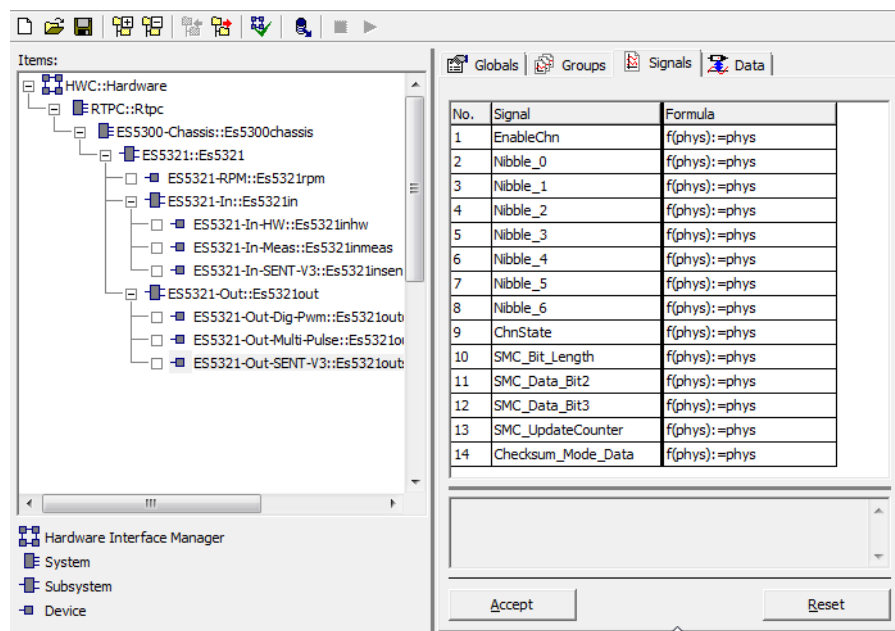 Items:
HWC::Hardware
RTPC::Rtpc
ES5300-Chassis::Es5300chassis
ES5321::Es5321
ES5321-RPM::Es5321rpm
ES5321-In::Es5321in
ES5321-In-HW::Es5321inhw
ES5321-In-Meas::Es5321inmeas
ES5321-In-SENT-V3::Es5321insen
ES5321-Out::Es5321out
ES5321-Out-Dig-Pwm::Es5321out
ES5321-Out-Multi-Pulse::Es5321o
ES5321-Out-SENT-V3::Es5321outs
Hardware Interface Manager
System
Subsystem
Device
Globals Groups Signals Data
No. Signal Formula
1 EnableChn f(phys):=phys
2 Nibble_0 f(phys):=phys
3 Nibble_1 f(phys):=phys
4 Nibble_2 f(phys):=phys
5 Nibble_3 f(phys):=phys
6 Nibble_4 f(phys):=phys
7 Nibble_5 f(phys):=phys
8 Nibble_6 f(phys):=phys
9 ChnState f(phys):=phys
10 SMC_Bit_Length f(phys):=phys
11 SMC_Data_Bit2 f(phys):=phys
12 SMC_Data_Bit3 f(phys):=phys
13 SMC_UpdateCounter f(phys):=phys
14 Checksum_Mode_Data f(phys):=phys
Accept Reset